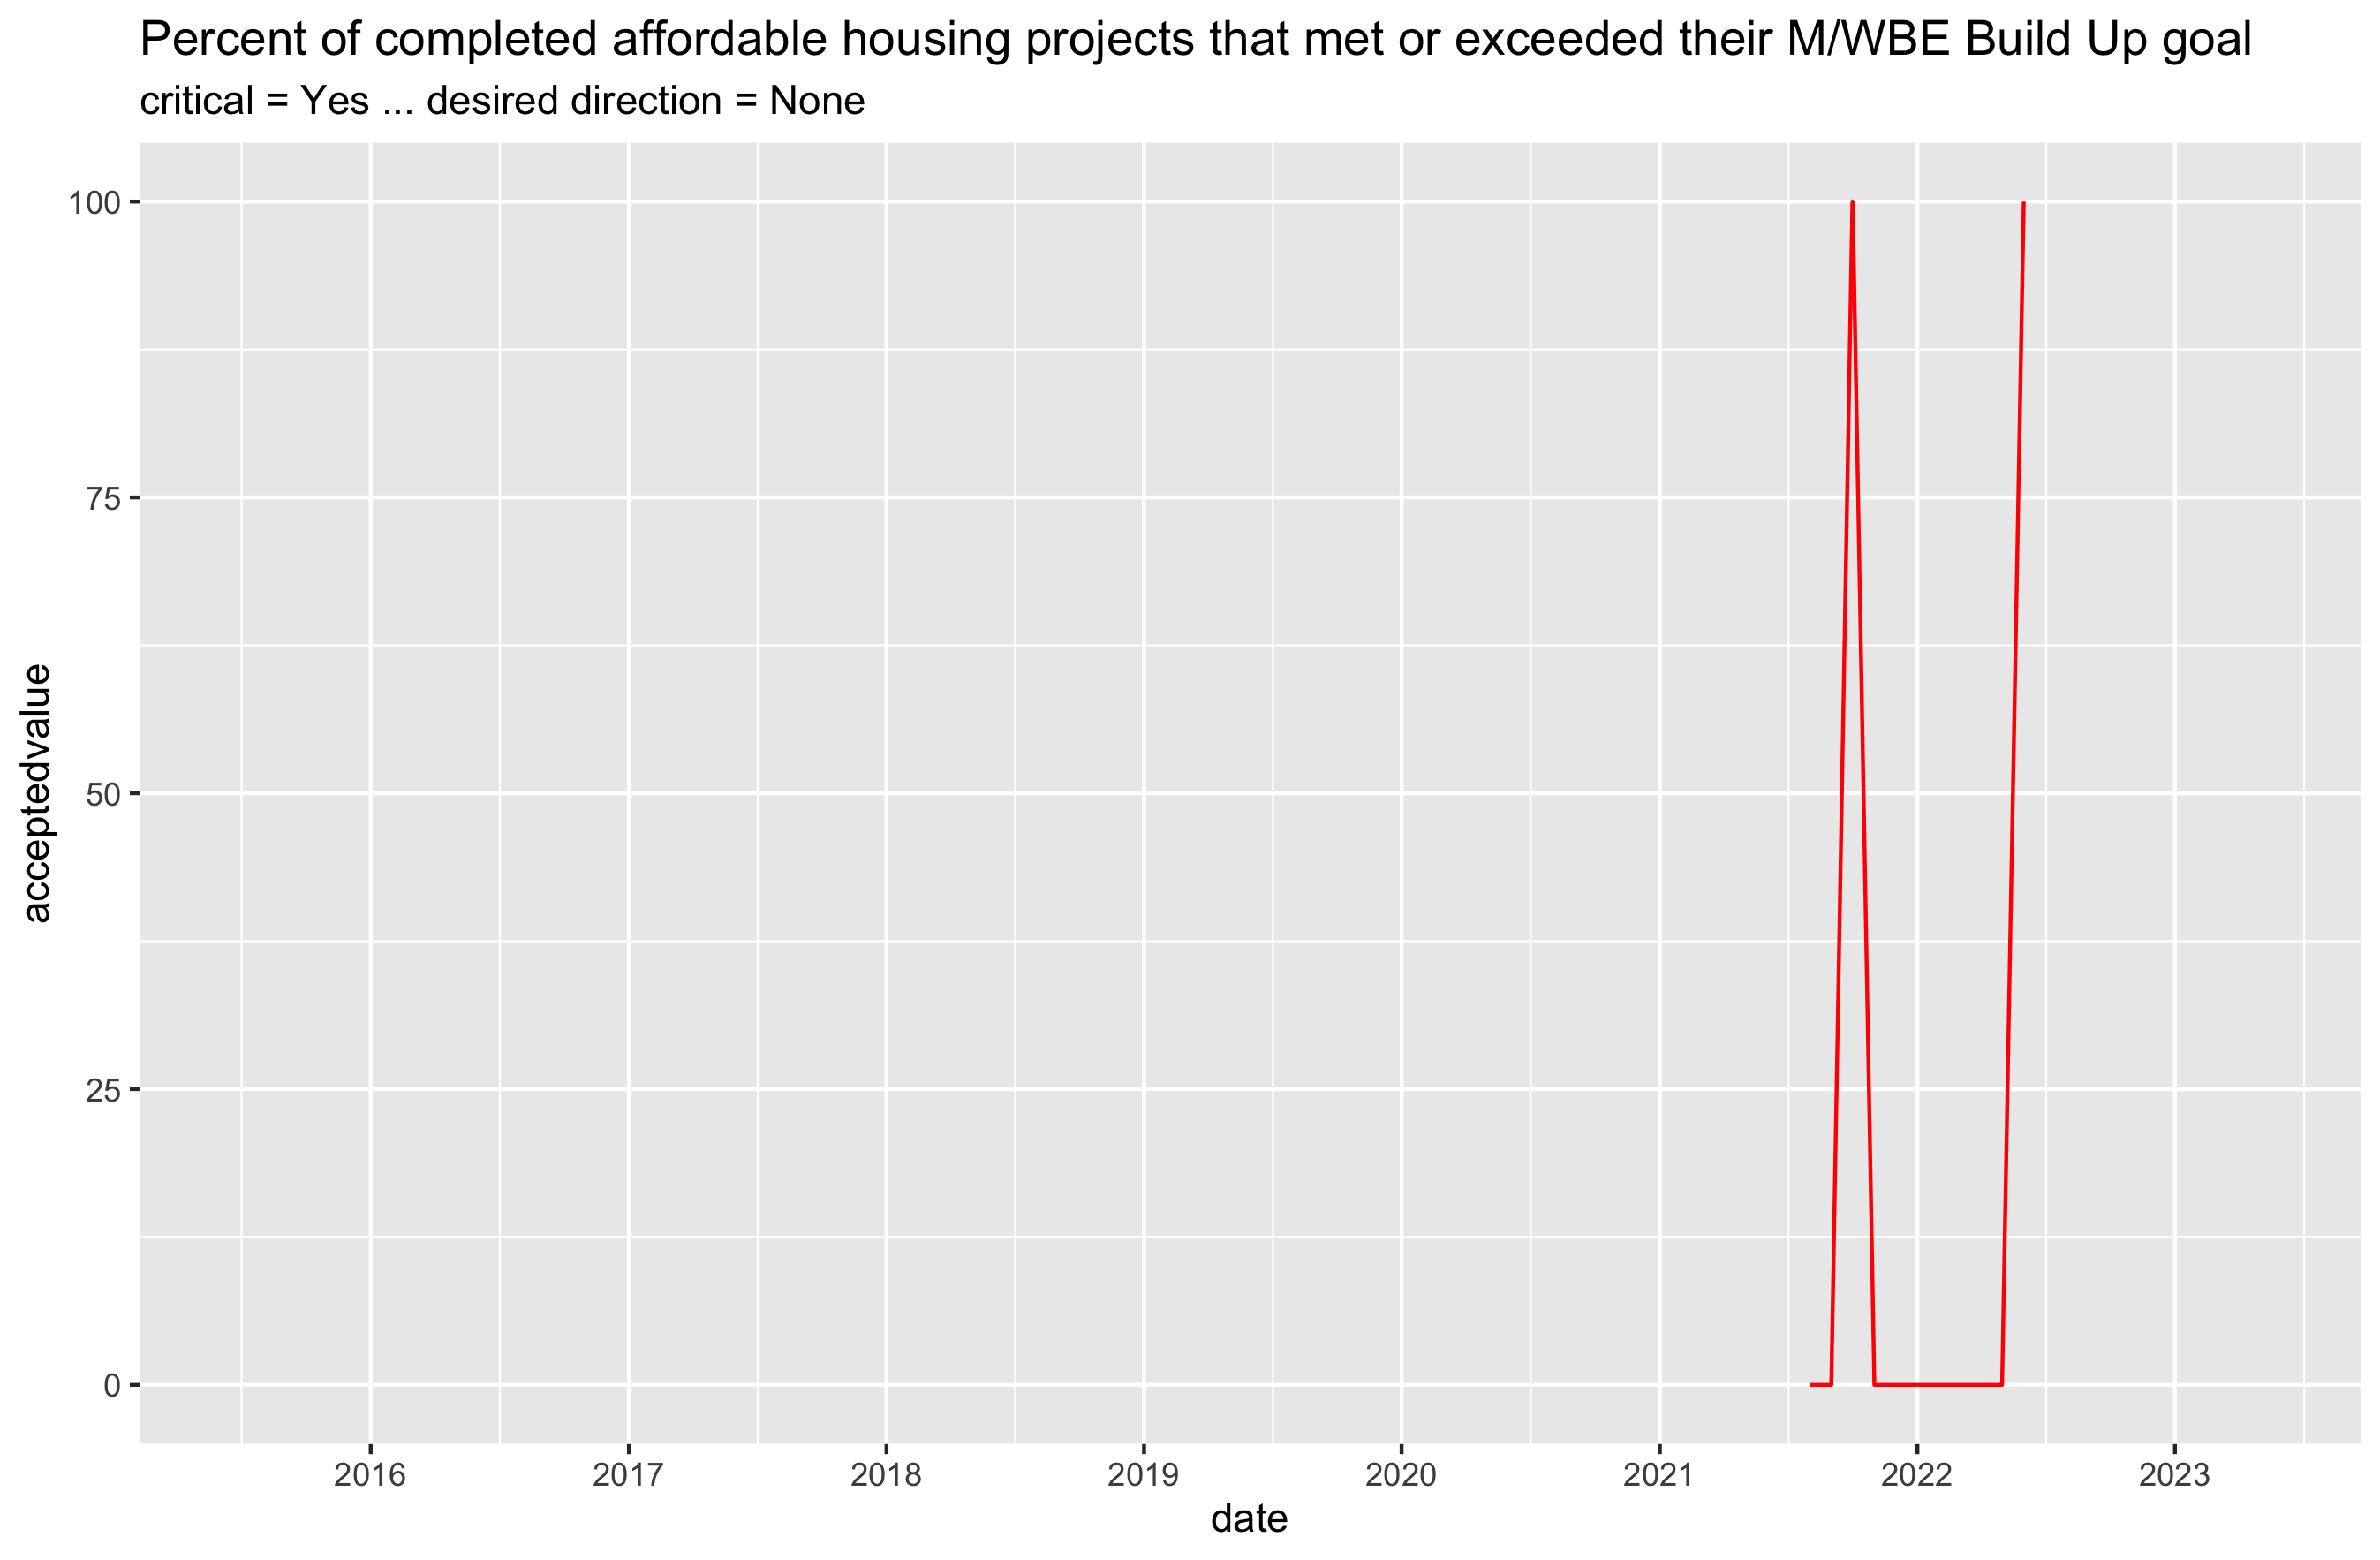 Percent of completed affordable housing projects that met or exceeded their M/WBE Build Up goal
critical = Yes ... desired direction = None
acceptedvalue
100
75
50
25
0
2016 2017 2018 2019 2020 2021 2022 2023
date